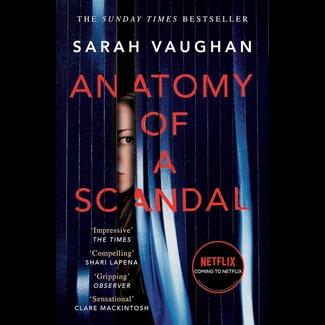 THE SUNDAY TIMES BESTSELLER
SARAH VAUGHAN
ANATOMY
OF
A
SCANDAL
‘Impressive’
THE TIMES
‘Compelling’
SHARI LAPENA
‘Gripping’
OBSERVER
‘Sensational’
CLARE MACKINTOSH
NETFLIX
COMING TO NETFLIX